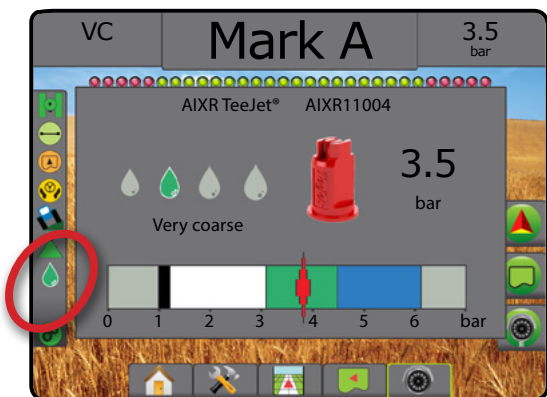 VC
Mark A
3.5
bar
AIXR TeeJet® AIXR11004
3.5
bar
Very coarse
0 1 2 3 4 5 6 bar